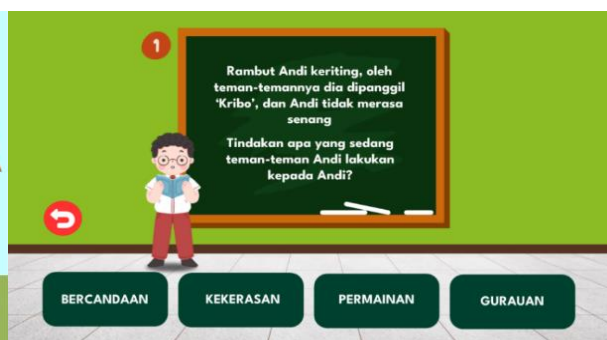 1
Rambut Andi keriting, oleh
teman-temannya dia dipanggil
‘Kribo’, dan Andi tidak merasa
senang
Tindakan apa yang sedang
teman-teman Andi lakukan
kepada Andi?
BERCANDAAN
KEKERASAN
PERMAINAN
GURAUAN